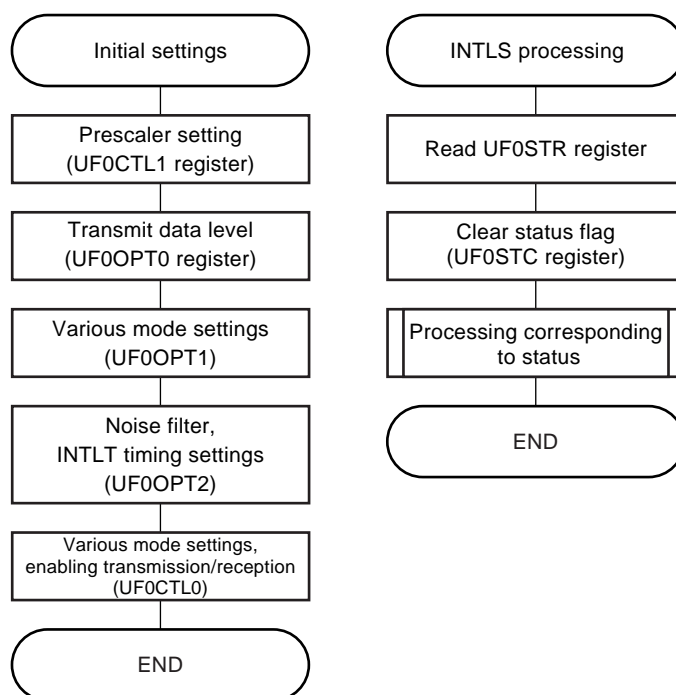 Initial settings
Prescaler setting
(UF0CTL1 register)
Transmit data level
(UF0OPT0 register)
Various mode settings
(UF0OPT1)
Noise filter,
INTLT timing settings
(UF0OPT2)
Various mode settings,
enabling transmission/reception
(UF0CTL0)
END
INTLS processing
Read UF0STR register
Clear status flag
(UF0STC register)
Processing corresponding
to status
END